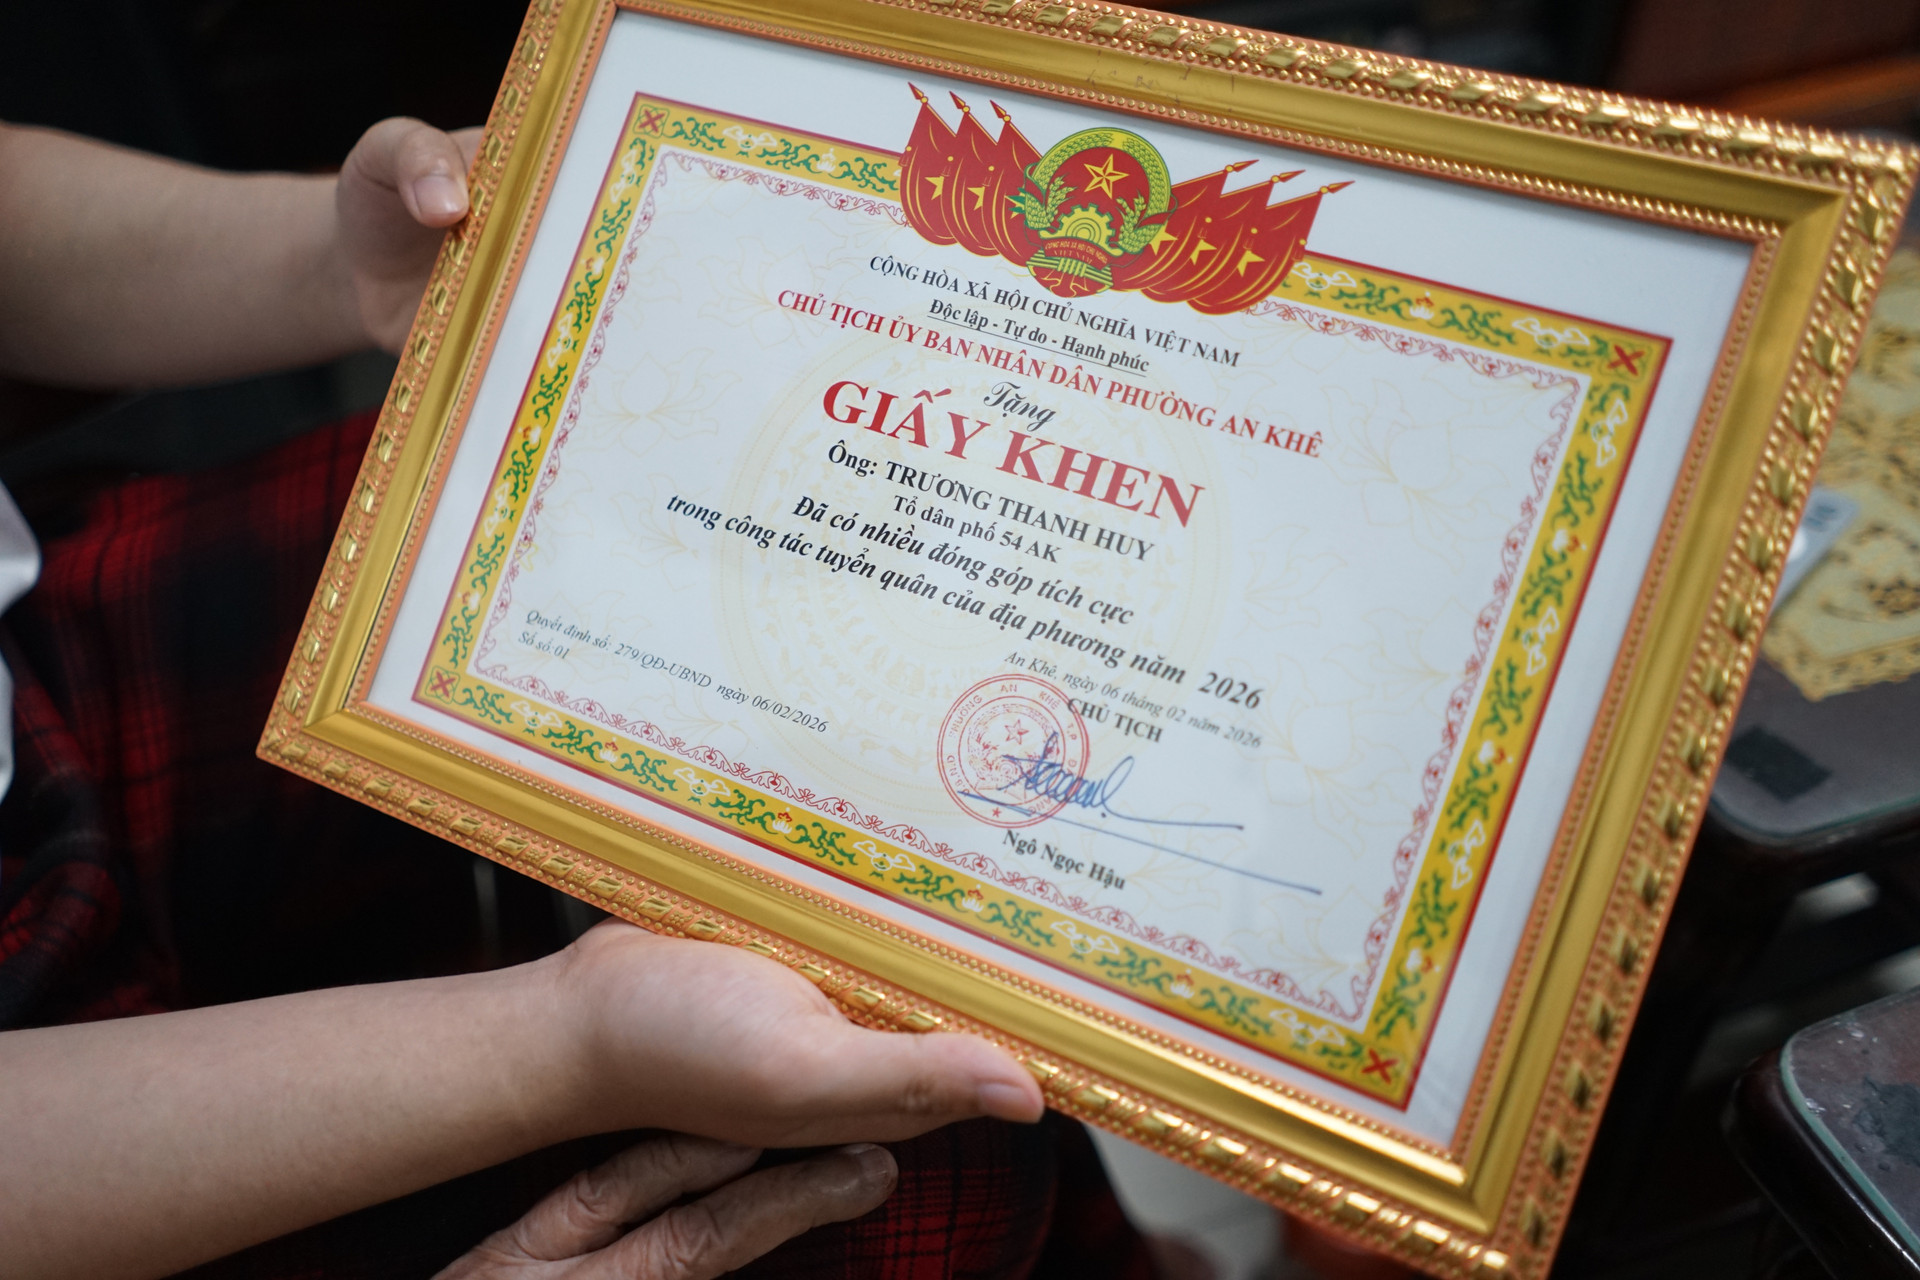 CỘNG HÒA XÃ HỘI CHỦ NGHĨA VIỆT NAM
Độc lập - Tự do - Hạnh phúc
CHỦ TỊCH ỦY BAN NHÂN DÂN PHƯỜNG AN KHÊ
Tặng
GIẤY KHEN
Ông: TRƯƠNG THANH HUY
Tổ dân phố 54 AK
Đã có nhiều đóng góp tích cực
trong công tác tuyển quân của địa phương năm 2026
Quyết định số: 279/QĐ-UBND ngày 06/02/2026
Số sổ: 01
An Khê, ngày 06 tháng 02 năm 2026
CHỦ TỊCH
PHƯỜNG AN KHÊ
Ngô Ngọc Hậu